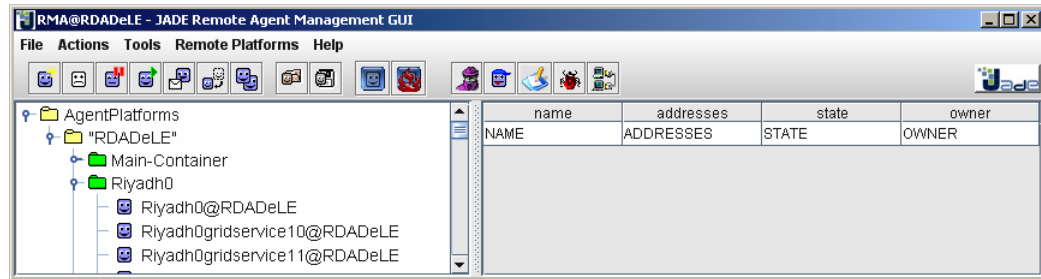 RMA@RDADeLE - JADE Remote Agent Management GUI
File Actions Tools Remote Platforms Help
Jade
AgentPlatforms
"RDADeLE"
Main-Container
Riyadh0
Riyadh0@RDADeLE
Riyadh0gridservice10@RDADeLE
Riyadh0gridservice11@RDADeLE
name addresses state owner
NAME ADDRESSES STATE OWNER